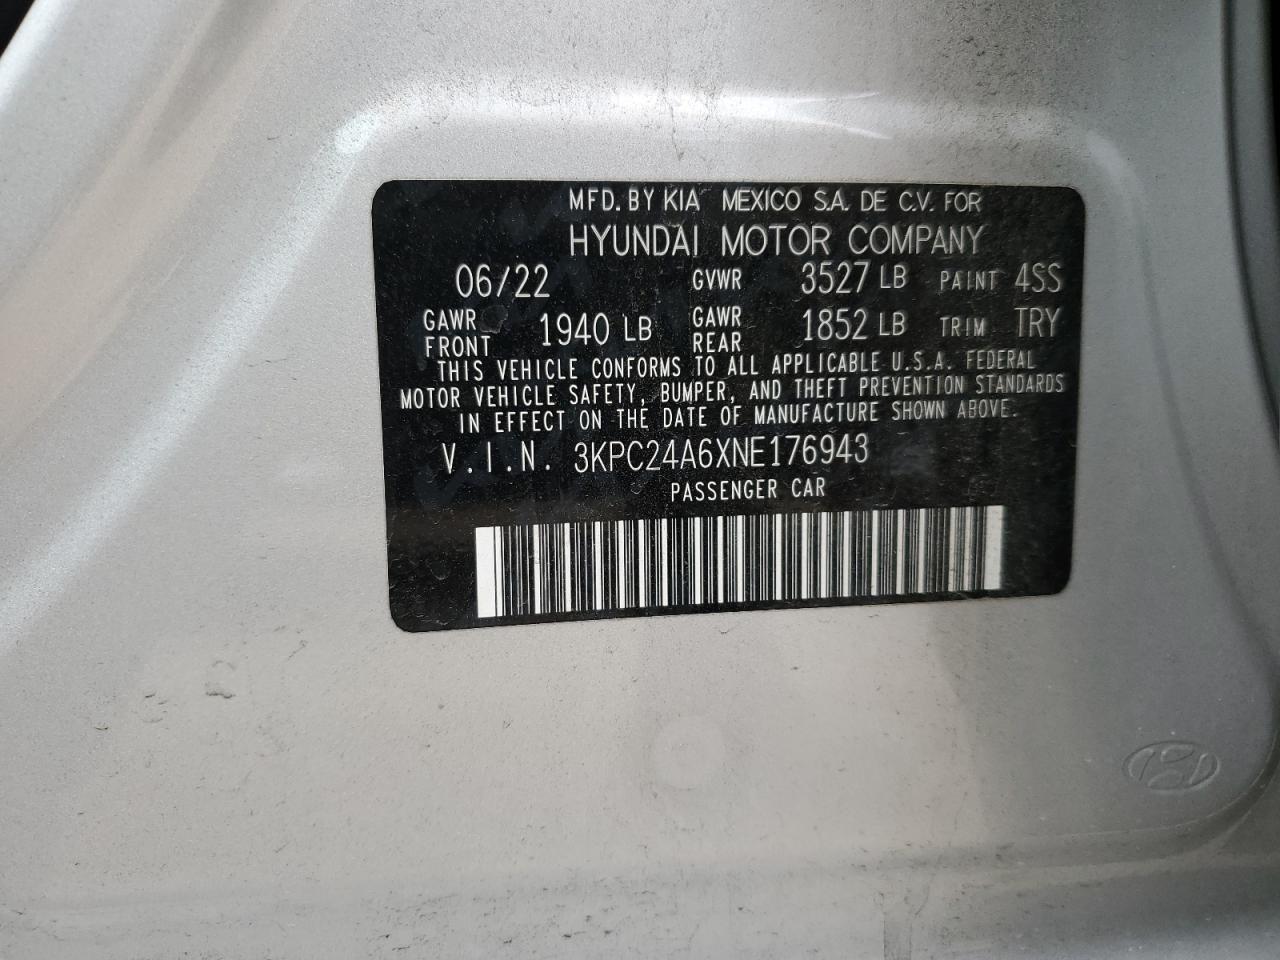 MFD. BY KIA MEXICO S.A. DE C.V. FOR
HYUNDAI MOTOR COMPANY
06/22 GVWR 3527 LB PAINT 4SS
GAWR FRONT 1940 LB GAWR REAR 1852 LB TRIM TRY
THIS VEHICLE CONFORMS TO ALL APPLICABLE U.S.A. FEDERAL
MOTOR VEHICLE SAFETY, BUMPER, AND THEFT PREVENTION STANDARDS
IN EFFECT ON THE DATE OF MANUFACTURE SHOWN ABOVE.
V.I.N. 3KPC24A6XNE176943
PASSENGER CAR